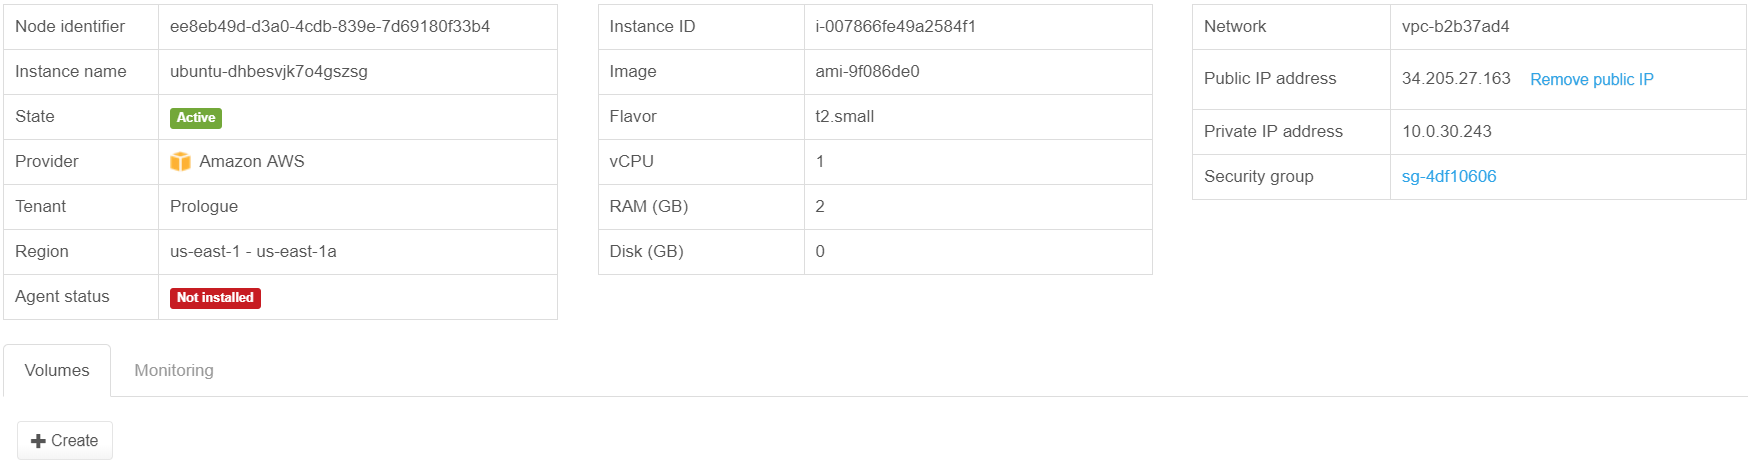 Node identifier ee8eb49d-d3a0-4cdb-839e-7d69180f33b4
Instance name ubuntu-dhbesvjk7o4gszsg
State Active
Provider Amazon AWS
Tenant Prologue
Region us-east-1 - us-east-1a
Agent status Not installed
Instance ID i-007866fe49a2584f1
Image ami-9f086de0
Flavor t2.small
vCPU 1
RAM (GB) 2
Disk (GB) 0
Network vpc-b2b37ad4
Public IP address 34.205.27.163 Remove public IP
Private IP address 10.0.30.243
Security group sg-4df10606
Volumes Monitoring
Create